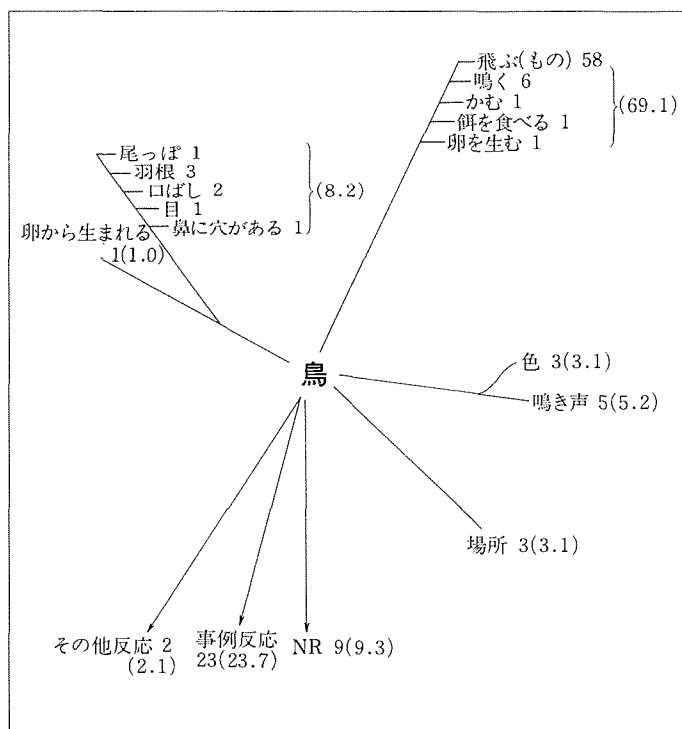 飛ぶ(もの) 58
鳴く 6
かむ 1
餌を食べる 1
卵を生む 1
(69.1)
尾っぽ 1
羽根 3
口ばし 2
目 1
鼻に穴がある 1
(8.2)
卵から生まれる
1(1.0)
鳥
色 3(3.1)
鳴き声 5(5.2)
場所 3(3.1)
その他反応 2
(2.1)
事例反応
23(23.7)
NR 9(9.3)